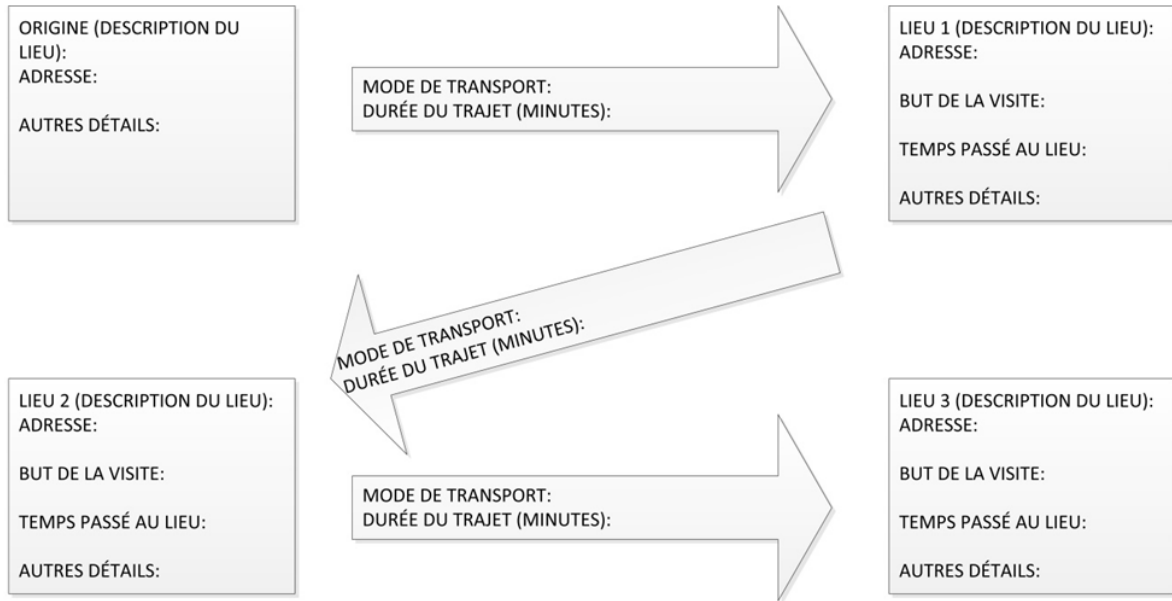 ORIGINE (DESCRIPTION DU
LIEU):
ADRESSE:
AUTRES DÉTAILS:
MODE DE TRANSPORT:
DURÉE DU TRAJET (MINUTES):
LIEU 1 (DESCRIPTION DU LIEU):
ADRESSE:
BUT DE LA VISITE:
TEMPS PASSÉ AU LIEU:
AUTRES DÉTAILS:
MODE DE TRANSPORT:
DURÉE DU TRAJET (MINUTES):
LIEU 2 (DESCRIPTION DU LIEU):
ADRESSE:
BUT DE LA VISITE:
TEMPS PASSÉ AU LIEU:
AUTRES DÉTAILS:
MODE DE TRANSPORT:
DURÉE DU TRAJET (MINUTES):
LIEU 3 (DESCRIPTION DU LIEU):
ADRESSE:
BUT DE LA VISITE:
TEMPS PASSÉ AU LIEU:
AUTRES DÉTAILS: